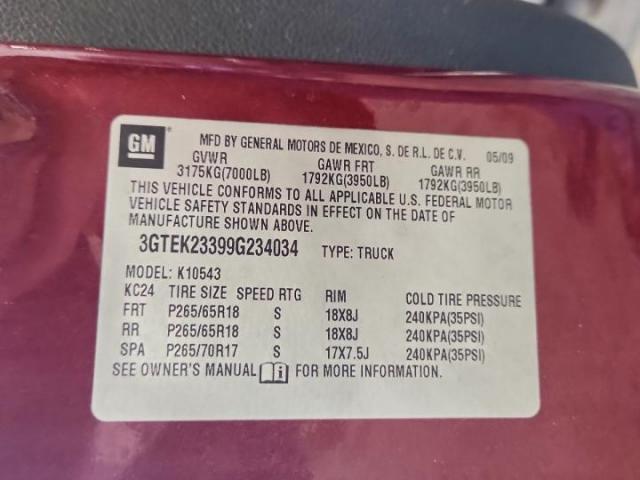 GM MFD BY GENERAL MOTORS DE MEXICO, S. DE R.L. DE C.V. 05/09
GVWR GAWR FRT GAWR RR
3175KG(7000LB) 1792KG(3950LB) 1792KG(3950LB)
THIS VEHICLE CONFORMS TO ALL APPLICABLE U.S. FEDERAL MOTOR
VEHICLE SAFETY STANDARDS IN EFFECT ON THE DATE OF
MANUFACTURE SHOWN ABOVE.
3GTEK23399G234034 TYPE: TRUCK
MODEL: K10543
KC24 TIRE SIZE SPEED RTG RIM COLD TIRE PRESSURE
FRT P265/65R18 S 18X8J 240KPA(35PSI)
RR P265/65R18 S 18X8J 240KPA(35PSI)
SPA P265/70R17 S 17X7.5J 240KPA(35PSI)
SEE OWNER'S MANUAL FOR MORE INFORMATION.